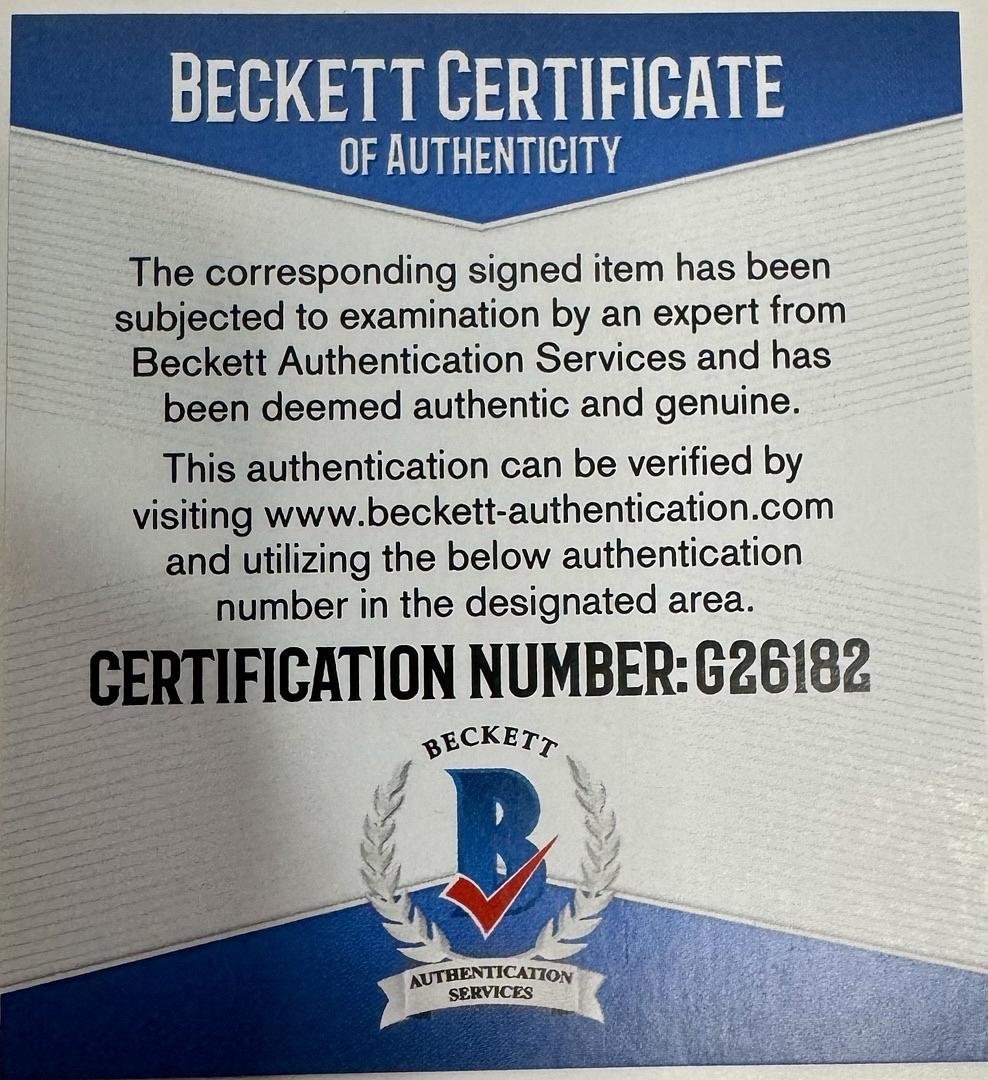 BECKETT CERTIFICATE
OF AUTHENTICITY
The corresponding signed item has been
subjected to examination by an expert from
Beckett Authentication Services and has
been deemed authentic and genuine.
This authentication can be verified by
visiting www.beckett-authentication.com
and utilizing the below authentication
number in the designated area.
CERTIFICATION NUMBER: G26182
BECKETT
B
AUTHENTICATION
SERVICES